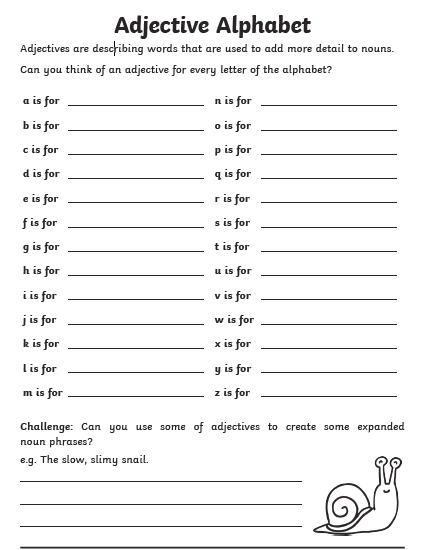 Adjective Alphabet
Adjectives are describing words that are used to add more detail to nouns.
Can you think of an adjective for every letter of the alphabet?
a is for
b is for
c is for
d is for
e is for
f is for
g is for
h is for
i is for
j is for
k is for
l is for
m is for
n is for
o is for
p is for
q is for
r is for
s is for
t is for
u is for
v is for
w is for
x is for
y is for
z is for
Challenge: Can you use some of adjectives to create some expanded
noun phrases?
e.g. The slow, slimy snail.